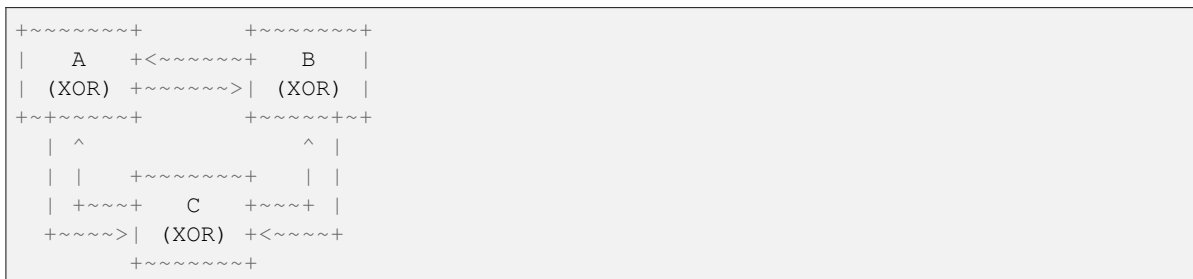 +~~~~~~~+        +~~~~~~~+
|   A   +<~~~~~~+   B   |
| (XOR) +~~~~~~>| (XOR) |
+~+~~~~~+        +~~~~~+~+
  | ^                ^ |
  | |   +~~~~~~~+    | |
  | +~~~+   C   +~~~+ |
  +~~~~>| (XOR) +<~~~~+
        +~~~~~~~+